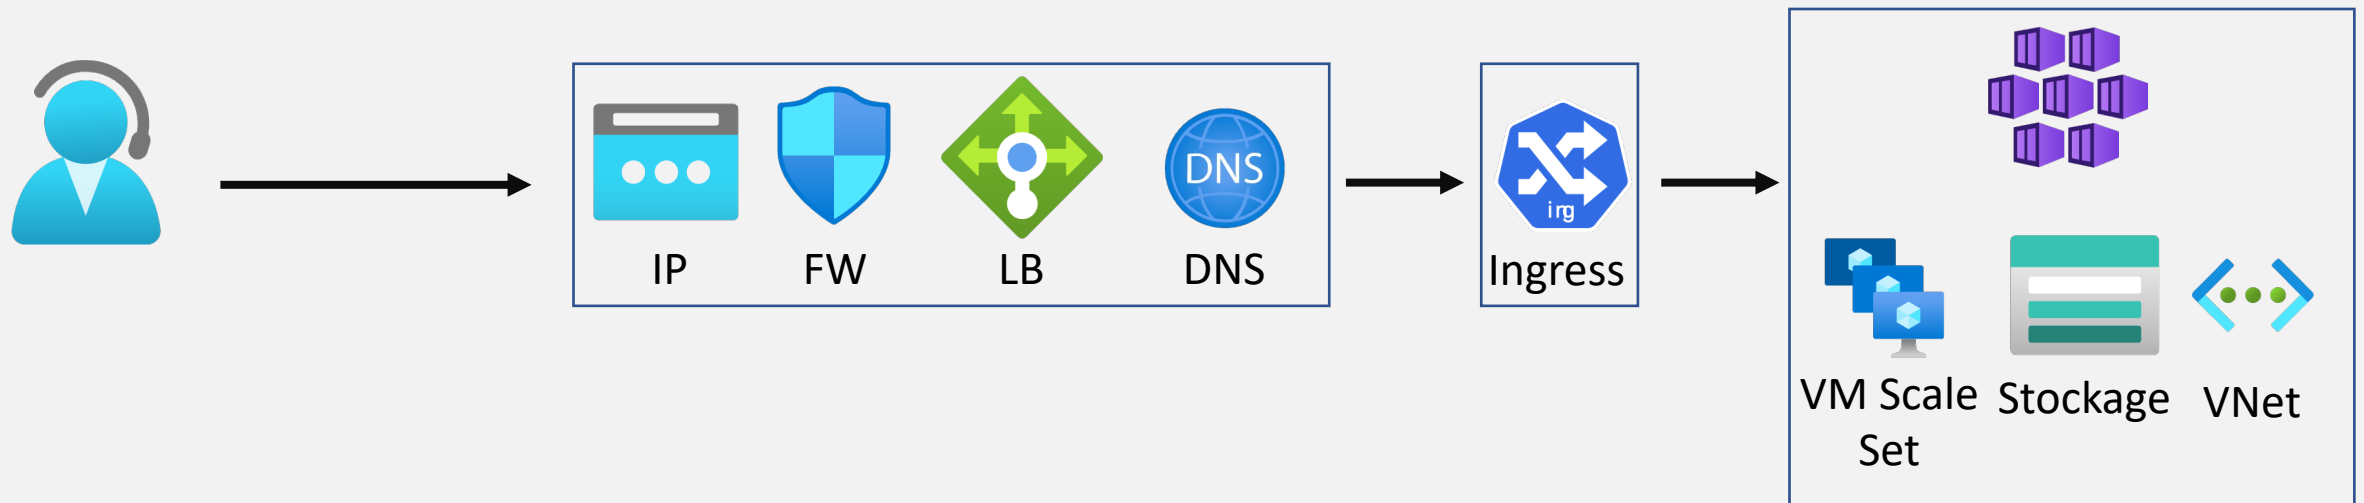 DNS
ing
IP
FW
LB
DNS
Ingress
VM Scale
Set
Stockage
VNet